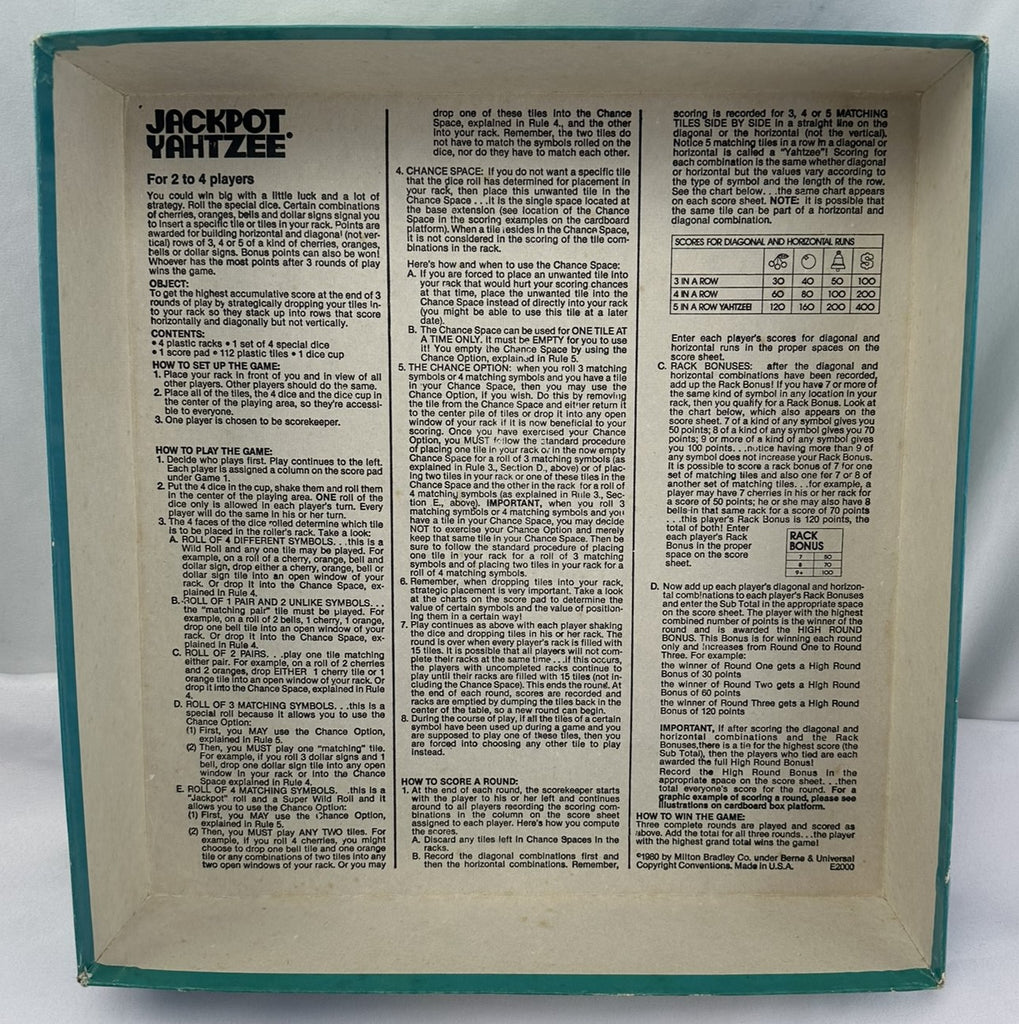 JACKPOT
YAHTZEE®
For 2 to 4 players
You could win big with a little luck and a lot of
strategy. Roll the special dice. Certain combinations
of cherries, oranges, bells and dollar signs signal you
to insert a specific tile or tiles in your rack. Points are
awarded for building horizontal and diagonal (not ver-
tical) rows of 3, 4 or 5 of a kind of cherries, oranges,
bells or dollar signs. Bonus points can also be won!
Whoever has the most points after 3 rounds of play
wins the game.
OBJECT:
To get the highest accumulative score at the end of 3
rounds of play by strategically dropping your tiles in-
to your rack so they stack up into rows that score
horizontally and diagonally but not vertically.
CONTENTS:
• 4 plastic racks • 1 set of 4 special dice
• 1 score pad • 112 plastic tiles • 1 dice cup
HOW TO SET UP THE GAME:
1. Place your rack in front of you and in view of all
other players. Other players should do the same.
2. Place all of the tiles, the 4 dice and the dice cup in
the center of the playing area, so they're accessi-
ble to everyone.
3. One player is chosen to be scorekeeper.
HOW TO PLAY THE GAME:
1. Decide who plays first. Play continues to the left.
Each player is assigned a column on the score pad
under Game 1.
2. Put the 4 dice in the cup, shake them and roll them
in the center of the playing area. ONE roll of the
dice only is allowed in each player's turn. Every
player will do the same in his or her turn.
3. The 4 faces of the dice rolled determine which tile
is to be placed in the roller's rack. Take a look:
A. ROLL OF 4 DIFFERENT SYMBOLS. . .this is a
Wild Roll and any one tile may be played. For
example, on a roll of a cherry, orange, bell and
dollar sign, drop either a cherry, orange, bell or
dollar sign tile into an open window of your
rack. Or drop it into the Chance Space, ex-
plained in Rule 4.
B. ROLL OF 1 PAIR AND 2 UNLIKE SYMBOLS. . .
the "matching pair" tile must be played. For
example, on a roll of 2 bells, 1 cherry, 1 orange,
drop one bell tile into an open window of your
rack. Or drop it into the Chance Space, ex-
plained in Rule 4.
C. ROLL OF 2 PAIRS. . .play one tile matching
either pair. For example, on a roll of 2 cherries
and 2 oranges, drop EITHER 1 cherry tile or 1
orange tile into an open window of your rack. Or
drop it into the Chance Space, explained in Rule
4.
D. ROLL OF 3 MATCHING SYMBOLS. . .this is a
special roll because it allows you to use the
Chance Option:
(1) First, you MAY use the Chance Option,
explained in Rule 5.
(2) Then, you MUST play one "matching" tile.
For example, if you roll 3 dollar signs and 1
bell, drop one dollar sign tile into any open
window in your rack or into the Chance
Space explained in Rule 4.
E. ROLL OF 4 MATCHING SYMBOLS. . .this is a
"Jackpot" roll and a Super Wild Roll and it
allows you to use the Chance Option:
(1) First, you MAY use the Chance Option,
explained in Rule 5.
(2) Then, you MUST play ANY TWO tiles. For
example, if you roll 4 cherries, you might
choose to drop one bell tile and one orange
tile or any combinations of two tiles into any
two open windows of your rack. Or you may
drop one of these tiles into the Chance
Space, explained in Rule 4., and the other
into your rack. Remember, the two tiles do
not have to match the symbols rolled on the
dice, nor do they have to match each other.
4. CHANCE SPACE: If you do not want a specific tile
that the dice roll has determined for placement in
your rack, then place this unwanted tile in the
Chance Space . . .it is the single space located at
the base extension (see location of the Chance
Space in the scoring examples on the cardboard
platform). When a tile resides in the Chance Space,
it is not considered in the scoring of the tile com-
binations in the rack.
Here's how and when to use the Chance Space:
A. If you are forced to place an unwanted tile into
your rack that would hurt your scoring chances
at that time, place the unwanted tile into the
Chance Space instead of directly into your rack
(you might be able to use this tile at a later
date).
B. The Chance Space can be used for ONE TILE AT
A TIME ONLY. It must be EMPTY for you to use
it! You empty the Chance Space by using the
Chance Option, explained in Rule 5.
5. THE CHANCE OPTION: when you roll 3 matching
symbols or 4 matching symbols and you have a tile
in your Chance Space, then you may use the
Chance Option, if you wish. Do this by removing
the tile from the Chance Space and either return it
to the center pile of tiles or drop it into any open
window of your rack if it is now beneficial to your
scoring. Once you have exercised your Chance
Option, you MUST follow the standard procedure
of placing one tile in your rack or in the now empty
Chance Space for a roll of 3 matching symbols (as
explained in Rule 3., Section D., above) or of plac-
ing two tiles in your rack or one of these tiles in the
Chance Space and the other in the rack for a roll of
4 matching symbols (as explained in Rule 3., Sec-
tion E., above). IMPORTANT, when you roll 3
matching symbols or 4 matching symbols and you
have a tile in your Chance Space, you may decide
NOT to exercise your Chance Option and merely
keep that same tile in your Chance Space. Then be
sure to follow the standard procedure of placing
one tile in your rack for a roll of 3 matching
symbols and of placing two tiles in your rack for a
roll of 4 matching symbols.
6. Remember, when dropping tiles into your rack,
strategic placement is very important. Take a look
at the charts on the score pad to determine the
value of certain symbols and the value of position-
ing them in a certain way!
7. Play continues as above with each player shaking
the dice and dropping tiles in his or her rack. The
round is over when every player's rack is filled with
15 tiles. It is possible that all players will not com-
plete their racks at the same time . . .if this occurs,
the players with uncompleted racks continue to
play until their racks are filled with 15 tiles (not in-
cluding the Chance Space). This ends the round. At
the end of each round, scores are recorded and
racks are emptied by dumping the tiles back in the
center of the table, so a new round can begin.
8. During the course of play, if all the tiles of a certain
symbol have been used up during a game and you
are supposed to play one of these tiles, then you
are forced into choosing any other tile to play
instead.
HOW TO SCORE A ROUND:
1. At the end of each round, the scorekeeper starts
with the player to his or her left and continues
around to all players recording the scoring com-
binations in the column on the score sheet
assigned to each player. Here's how you compute
the scores.
A. Discard any tiles left in Chance Spaces in the
racks.
B. Record the diagonal combinations first and
then the horizontal combinations. Remember,
scoring is recorded for 3, 4 or 5 MATCHING
TILES SIDE BY SIDE in a straight line on the
diagonal or the horizontal (not the vertical).
Notice 5 matching tiles in a row in a diagonal or
horizontal is called a "Yahtzee"! Scoring for
each combination is the same whether diagonal
or horizontal but the values vary according to
the type of symbol and the length of the row.
See the chart below. . .the same chart appears
on each score sheet. NOTE: it is possible that
the same tile can be part of a horizontal and
diagonal combination.
SCORES FOR DIAGONAL AND HORIZONTAL RUNS
3 IN A ROW 30 40 50 100
4 IN A ROW 60 80 100 200
5 IN A ROW YAHTZEE! 120 160 200 400
Enter each player's scores for diagonal and
horizontal runs in the proper spaces on the
score sheet.
C. RACK BONUSES: after the diagonal and
horizontal combinations have been recorded,
add up the Rack Bonus! If you have 7 or more of
the same kind of symbol in any location in your
rack, then you qualify for a Rack Bonus. Look at
the chart below, which also appears on the
score sheet. 7 of a kind of any symbol gives you
50 points; 8 of a kind of any symbol gives you 70
points; 9 or more of a kind of any symbol gives
you 100 points. . .notice having more than 9 of
any symbol does not increase your Rack Bonus.
It is possible to score a rack bonus of 7 for one
set of matching tiles and also one for 7 or 8 of
another set of matching tiles. . .for example, a
player may have 7 cherries in his or her rack for
a score of 50 points; he or she may also have 8
bells in that same rack for a score of 70 points
. . .this player's Rack Bonus is 120 points, the
total of both! Enter
each player's Rack
Bonus in the proper
space on the score
sheet.
RACK
BONUS
7 50
8 70
9+ 100
D. Now add up each player's diagonal and horizon-
tal combinations to each player's Rack Bonuses
and enter the Sub Total in the appropriate space
on the score sheet. The player with the highest
combined number of points is the winner of the
round and is awarded the HIGH ROUND
BONUS. This Bonus is for winning each round
only and increases from Round One to Round
Three. For example:
the winner of Round One gets a High Round
Bonus of 30 points
the winner of Round Two gets a High Round
Bonus of 60 points
the winner of Round Three gets a High Round
Bonus of 120 points
IMPORTANT, if after scoring the diagonal and
horizontal combinations and the Rack
Bonuses, there is a tie for the highest score (the
Sub Total), then the players who tied are each
awarded the full High Round Bonus!
Record the High Round Bonus in the
appropriate space on the score sheet. . .then
total everyone's score for the round. For a
graphic example of scoring a round, please see
illustrations on cardboard box platform.
HOW TO WIN THE GAME:
Three complete rounds are played and scored as
above. Add the total for all three rounds. . .the player
with the highest grand total wins the game!
©1980 by Milton Bradley Co. under Berne & Universal
Copyright Conventions. Made in U.S.A. E2000